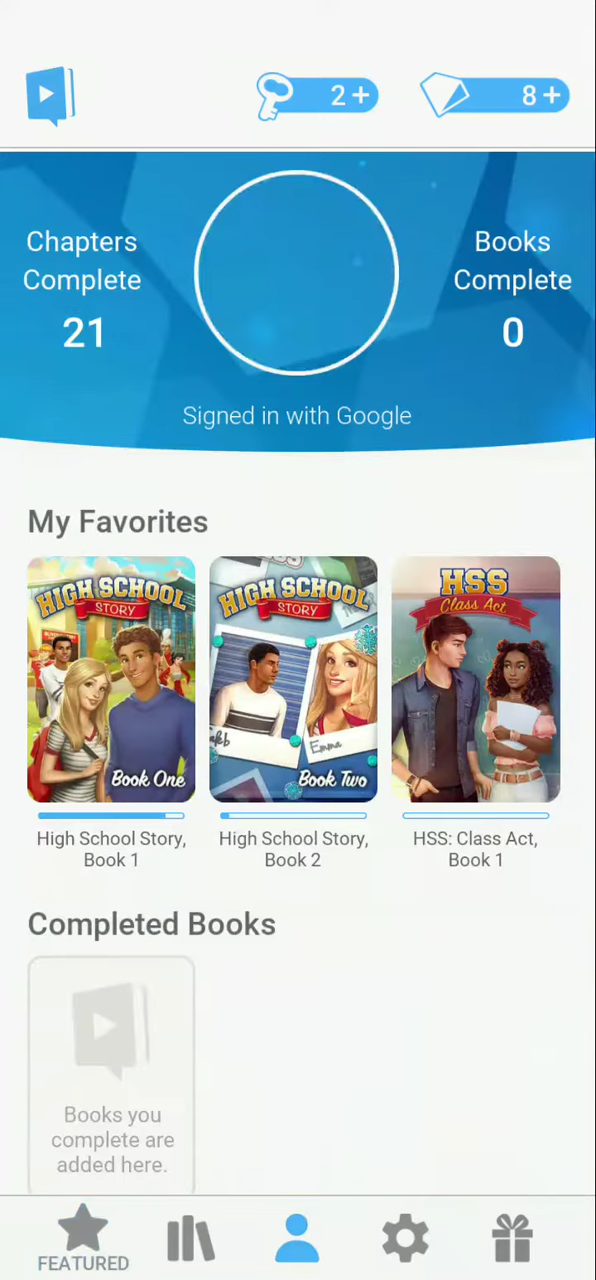 2+
8+
Chapters
Complete
21
Books
Complete
0
Signed in with Google
My Favorites
HIGH SCHOOL
STORY
Book One
HIGH SCHOOL
STORY
Emma
Book Two
HSS
Class Act
High School Story,
Book 1
High School Story,
Book 2
HSS: Class Act,
Book 1
Completed Books
Books you
complete are
added here.
FEATURED